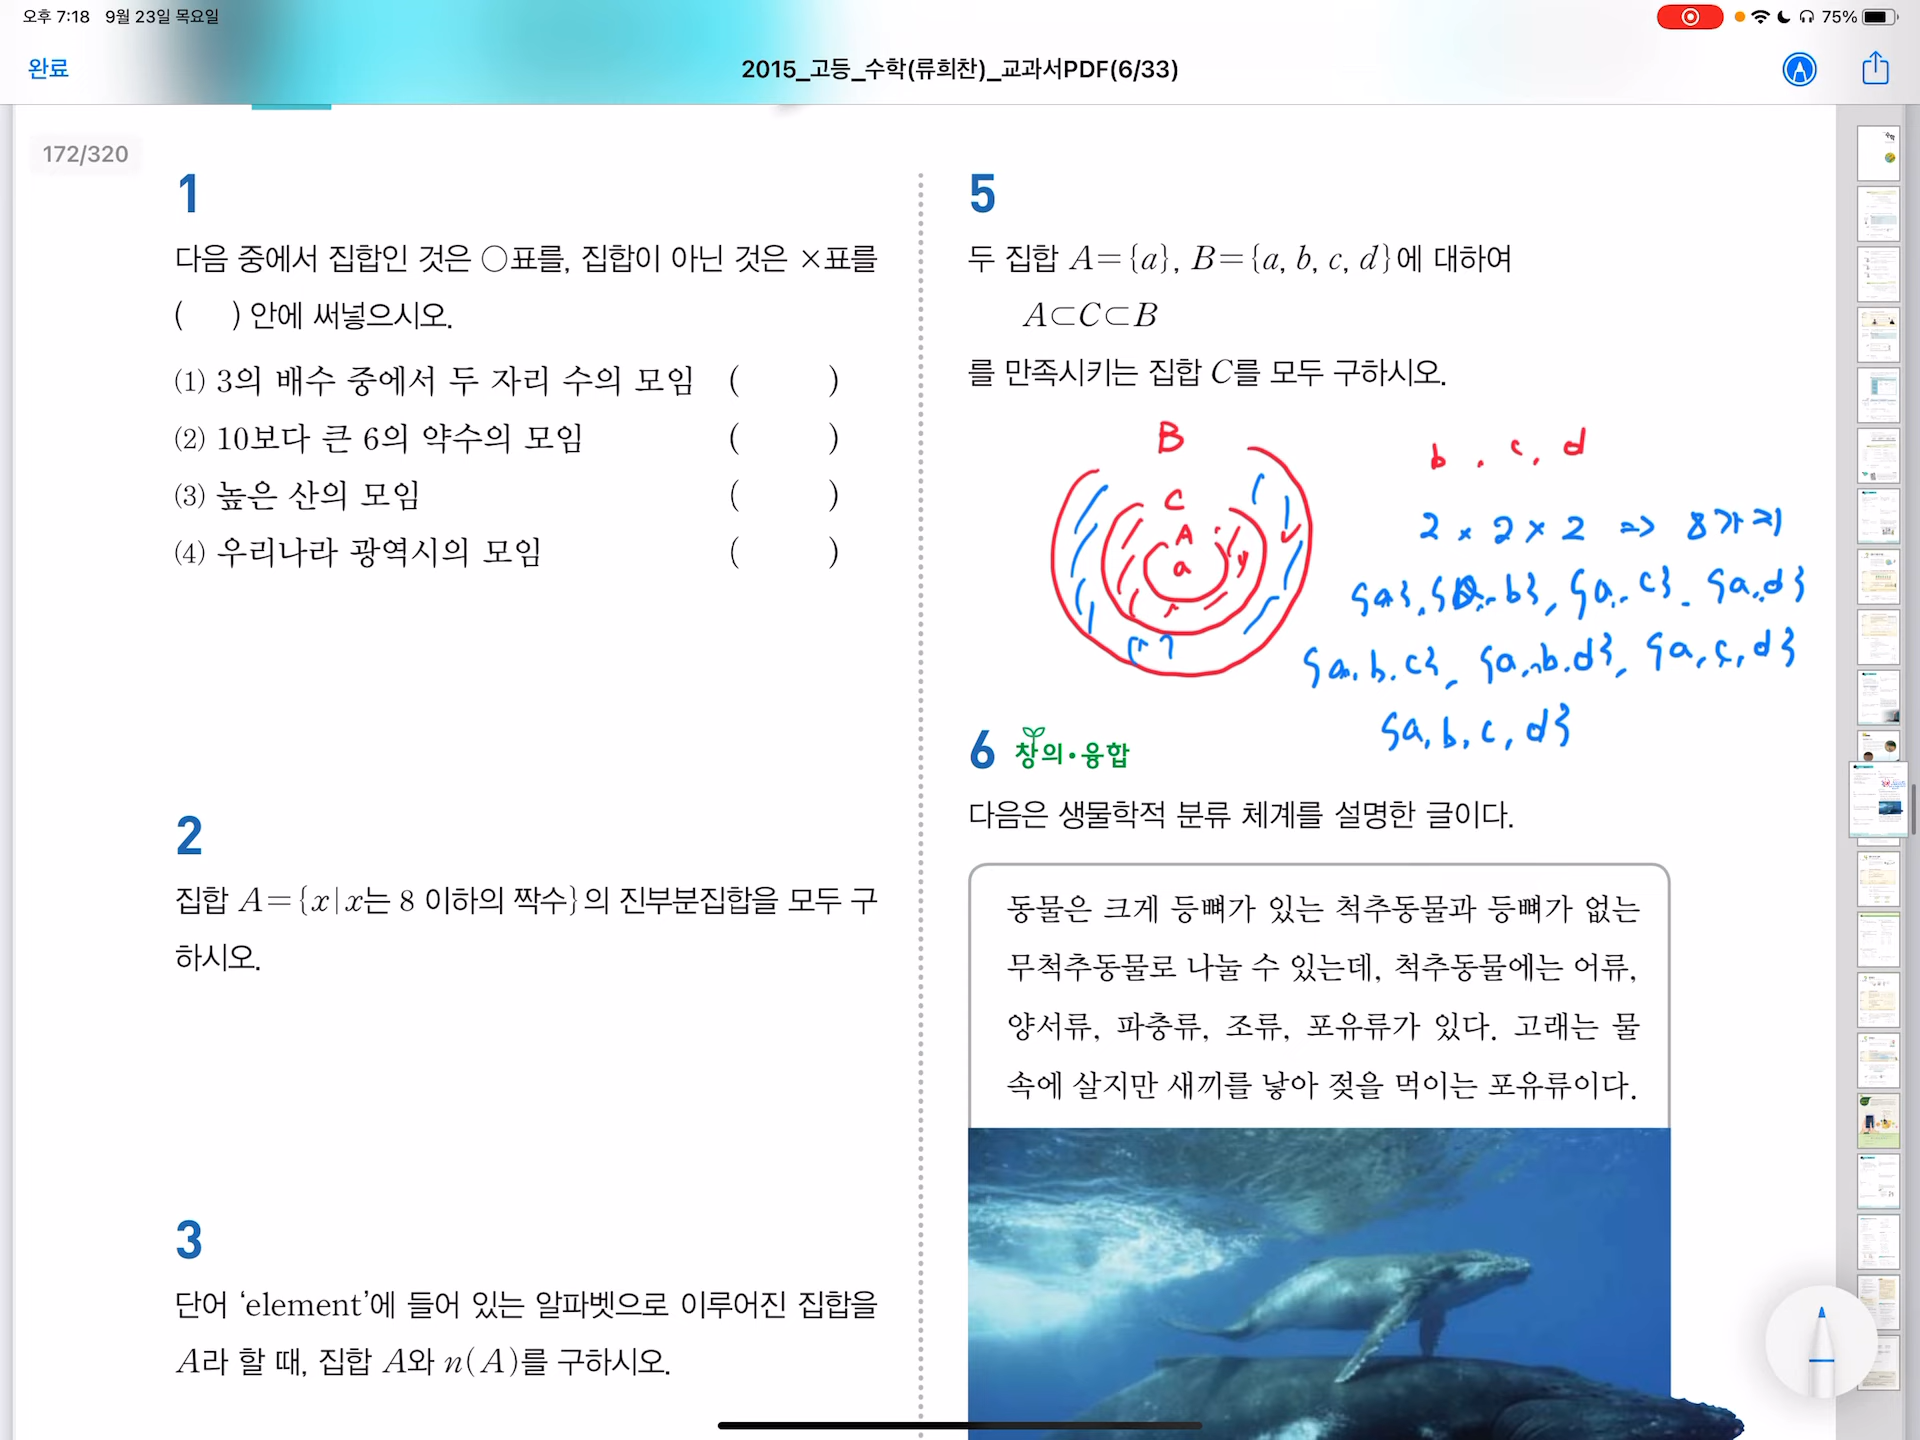 오후 7:18 9월 23일 목요일
75%
완료
2015_고등_수학(류희찬)_교과서PDF(6/33)
172/320
1
다음 중에서 집합인 것은 ○표를, 집합이 아닌 것은 ×표를
( ) 안에 써넣으시오.
(1) 3의 배수 중에서 두 자리 수의 모임 ( )
(2) 10보다 큰 6의 약수의 모임 ( )
(3) 높은 산의 모임 ( )
(4) 우리나라 광역시의 모임 ( )
2
집합 A={x|x는 8 이하의 짝수}의 진부분집합을 모두 구
하시오.
3
단어 ‘element’에 들어 있는 알파벳으로 이루어진 집합을
A라 할 때, 집합 A와 n(A)를 구하시오.
5
두 집합 A={a}, B={a, b, c, d}에 대하여
A⊂C⊂B
를 만족시키는 집합 C를 모두 구하시오.
B
C
A
a
b, c, d
2 × 2 × 2 => 8가지
{a}, {a, b}, {a, c}, {a, d}
{a, b, c}, {a, b, d}, {a, c, d}
{a, b, c, d}
6 창의·융합
다음은 생물학적 분류 체계를 설명한 글이다.
동물은 크게 등뼈가 있는 척추동물과 등뼈가 없는
무척추동물로 나눌 수 있는데, 척추동물에는 어류,
양서류, 파충류, 조류, 포유류가 있다. 고래는 물
속에 살지만 새끼를 낳아 젖을 먹이는 포유류이다.